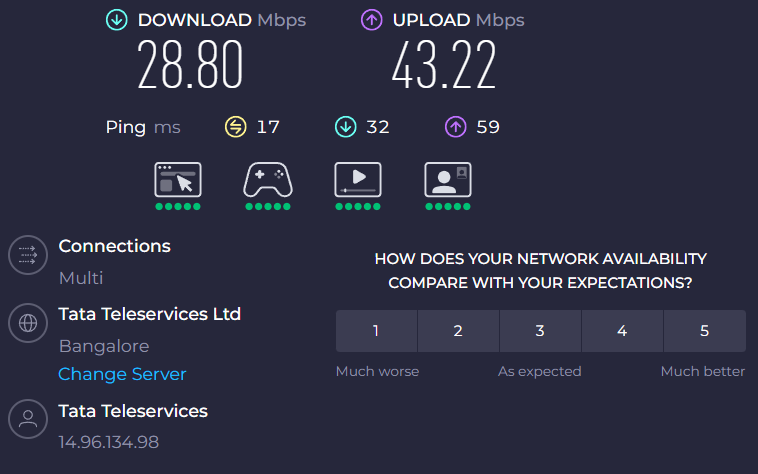 DOWNLOAD Mbps
UPLOAD Mbps
28.80
43.22
Ping ms
17
32
59
Connections
Multi
Tata Teleservices Ltd
Bangalore
Change Server
Tata Teleservices
14.96.134.98
HOW DOES YOUR NETWORK AVAILABILITY
COMPARE WITH YOUR EXPECTATIONS?
1 2 3 4 5
Much worse As expected Much better